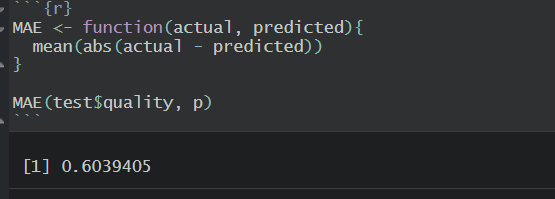 ```{r}
MAE <- function(actual, predicted){
  mean(abs(actual - predicted))
}
MAE(test$quality, p)
```
[1] 0.6039405